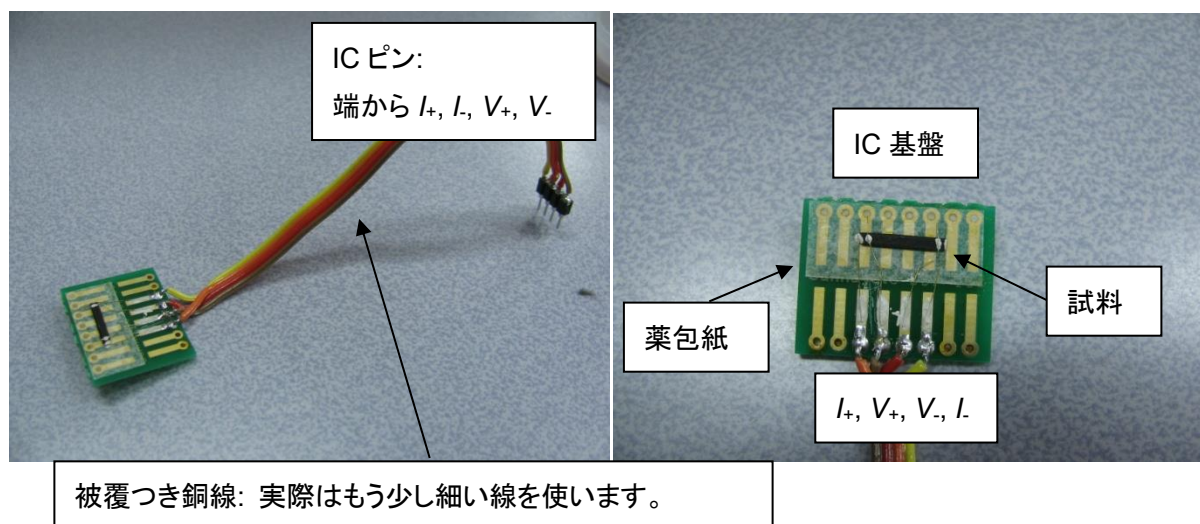 IC ピン:
端から I+, I-, V+, V-
IC 基盤
薬包紙
試料
I+, V+, V-, I-
被覆つき銅線: 実際はもう少し細い線を使います。